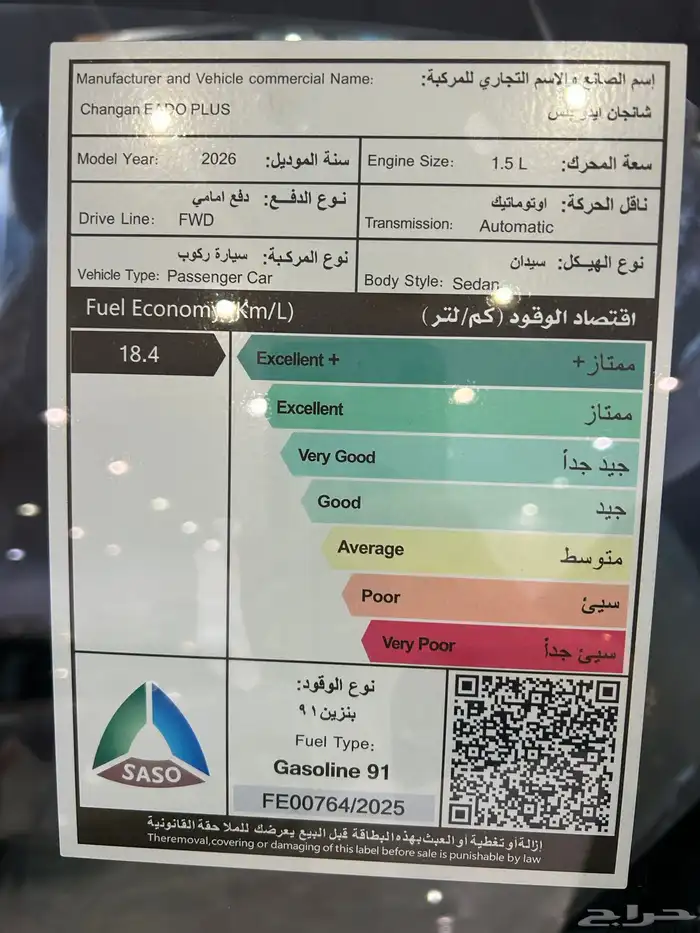 Manufacturer and Vehicle commercial Name: إسم الصانع والاسم التجاري للمركبة:
Changan EADO PLUS شانجان
Model Year: 2026 سنة الموديل:
Engine Size: 1.5 L سعة المحرك:
نوع الدفع: دفع امامي
Drive Line: FWD
ناقل الحركة: اوتوماتيك
Transmission: Automatic
نوع المركبة: سيارة ركوب
Vehicle Type: Passenger Car
نوع الهيكل: سيدان
Body Style: Sedan
Fuel Economy (Km/L) اقتصاد الوقود (كم/لتر)
18.4
Excellent + ممتاز+
Excellent ممتاز
Very Good جيد جداً
Good جيد
Average متوسط
Poor سيئ
Very Poor سيئ جداً
SASO
نوع الوقود:
بنزين ٩١
Fuel Type:
Gasoline 91
FE00764/2025
إزالة أو تغطية أو العبث بهذه البطاقة قبل البيع يعرضك للملاحقة القانونية
The removal, covering or damaging of this label before sale is punishable by law
حراج